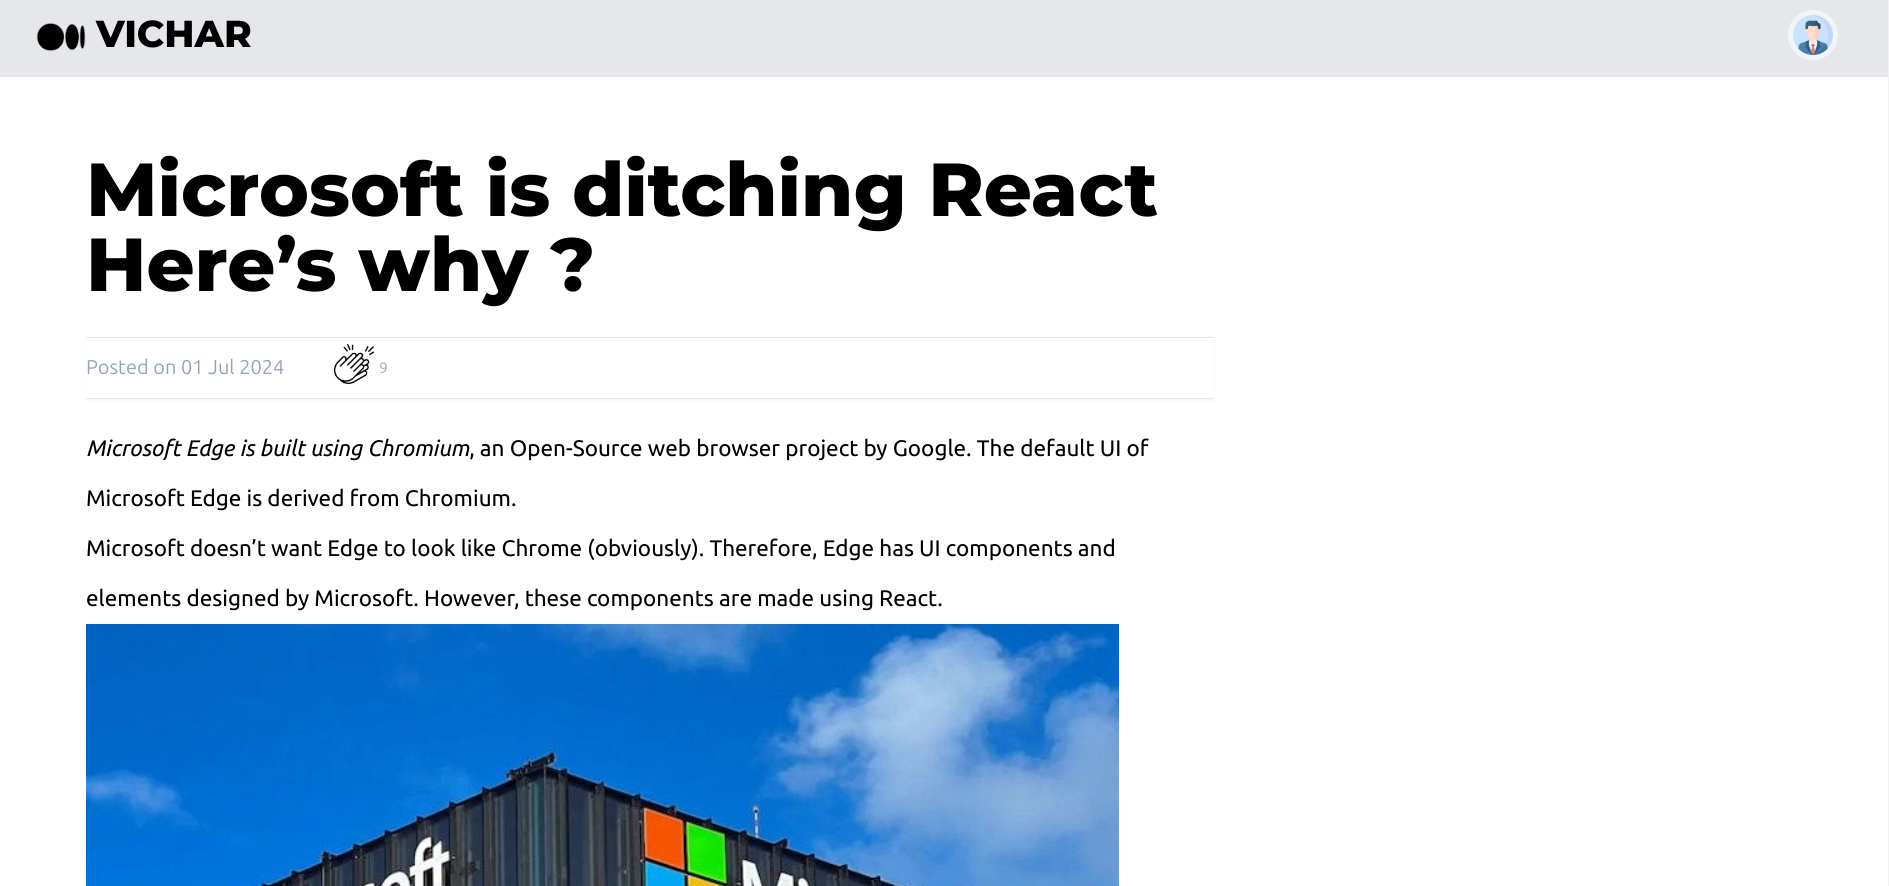 VICHAR
Microsoft is ditching React
Here’s why ?
Posted on 01 Jul 2024 9
Microsoft Edge is built using Chromium, an Open-Source web browser project by Google. The default UI of
Microsoft Edge is derived from Chromium.
Microsoft doesn’t want Edge to look like Chrome (obviously). Therefore, Edge has UI components and
elements designed by Microsoft. However, these components are made using React.